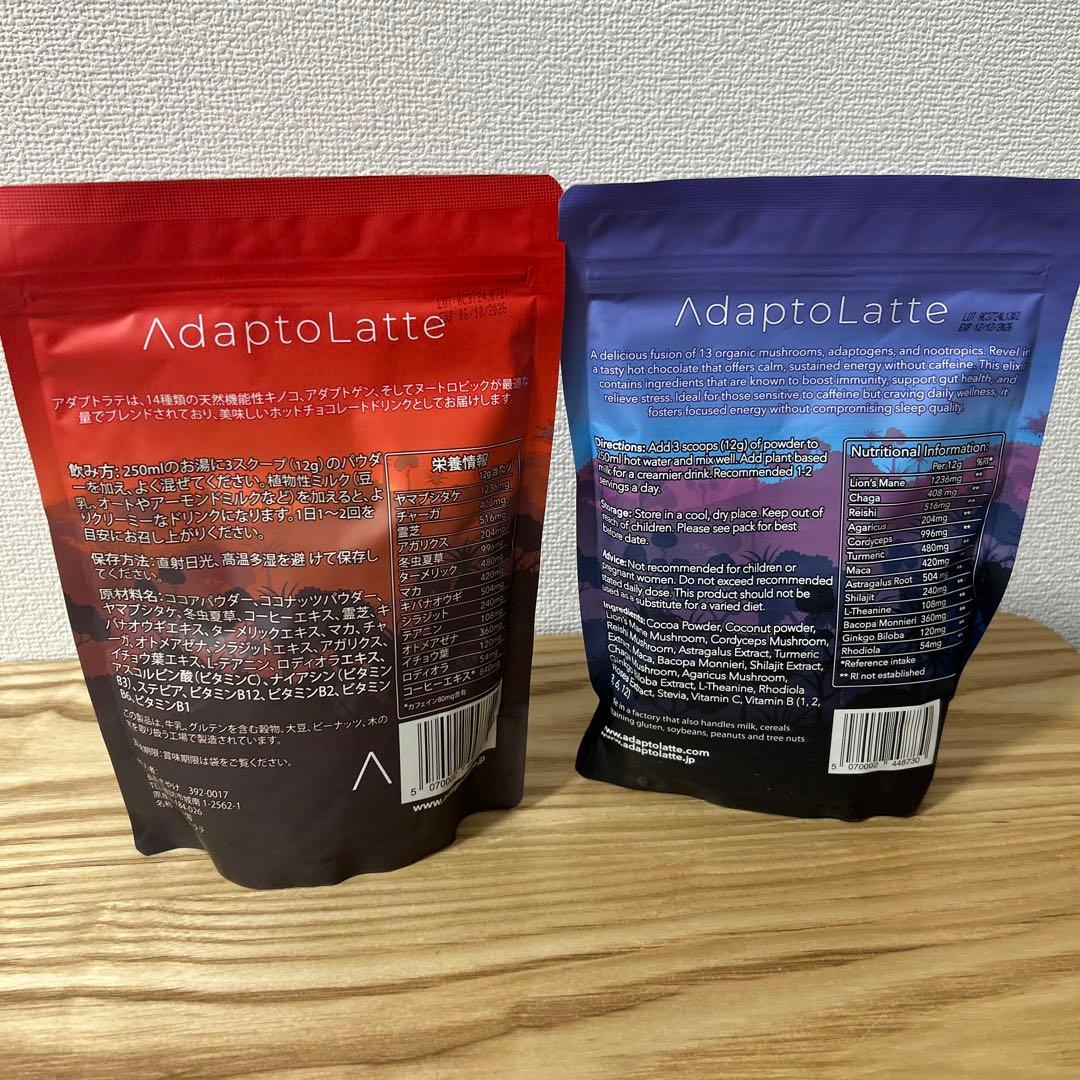 LOT:AC3724J0761
EXP:06/10/2026
AdaptoLatte
アダプトラテは、14種類の天然機能性キノコ、アダプトゲン、そしてヌートロピックが最適な
量でブレンドされており、美味しいホットチョコレートドリンクとしてお届けします。
飲み方: 250mlのお湯に3スクープ（12g）のパウダ
ーを加え、よく混ぜてください。植物性ミルク（豆
乳、オートやアーモンドミルクなど）を加えると、よ
りクリーミーなドリンクになります。1日1〜2回を
目安にお召し上がりください。
保存方法：直射日光、高温多湿を避けて保存し
てください。
原材料名：ココアパウダー、ココナッツパウダー、
ヤマブシタケ、冬虫夏草、コーヒーエキス、霊芝、キ
バナオウギエキス、ターメリックエキス、マカ、チャ
ーガ、オトメアゼナ、シラジットエキス、アガリクス、
イチョウ葉エキス、L-テアニン、ロディオラエキス、
アスコルビン酸（ビタミンC）、ナイアシン（ビタミン
B3）、ステビア、ビタミンB12、ビタミンB2、ビタミン
B6、ビタミンB1
この製品は、牛乳、グルテンを含む穀物、大豆、ピーナッツ、木の
を取り扱う工場で製造されています。
期限：賞味期限は袋をご覧ください。
392-0017
1-2562-1
184-026
栄養情報
12g当たり
ヤマブシタケ 1236mg
チャーガ 408mg
霊芝 516mg
アガリクス 204mg
冬虫夏草 996mg
ターメリック 480mg
マカ 420mg
キバナオウギ 504mg
シラジット 240mg
テアニン 108mg
オトメアゼナ 360mg
イチョウ葉 120mg
ロディオラ 54mg
コーヒーエキス* 840mg
*カフェイン80mg含有
5 070002
www.
AdaptoLatte
LOT AC3724L1302
EXP 12/12/2026
A delicious fusion of 13 organic mushrooms, adaptogens, and nootropics. Revel in
a tasty hot chocolate that offers calm, sustained energy without caffeine. This elixir
contains ingredients that are known to boost immunity, support gut health, and
relieve stress. Ideal for those sensitive to caffeine but craving daily wellness, it
fosters focused energy without compromising sleep quality.
Directions: Add 3 scoops (12g) of powder to
250ml hot water and mix well. Add plant-based
milk for a creamier drink. Recommended 1-2
servings a day.
Storage: Store in a cool, dry place. Keep out of
reach of children. Please see pack for best
before date.
Advice: Not recommended for children or
pregnant women. Do not exceed recommended
stated daily dose. This product should not be
used as a substitute for a varied diet.
Ingredients: Cocoa Powder, Coconut powder,
Lion's Mane Mushroom, Cordyceps Mushroom,
Reishi Mushroom, Astragalus Extract, Turmeric
Extract, Maca, Bacopa Monnieri, Shilajit Extract,
Chaga Mushroom, Agaricus Mushroom,
Ginkgo Biloba Extract, L-Theanine, Rhodiola
Rosea Extract, Stevia, Vitamin C, Vitamin B (1, 2,
3, 6, 12)
in a factory that also handles milk, cereals
gluten, soybeans, peanuts and tree nuts
www.adaptolatte.com
www.adaptolatte.jp
Nutritional Information:
Per 12g %RI*
Lion's Mane 1236mg **
Chaga 408 mg **
Reishi 516mg **
Agaricus 204mg **
Cordyceps 996mg **
Turmeric 480mg **
Maca 420mg **
Astragalus Root 504 mg **
Shilajit 240mg **
L-Theanine 108mg **
Bacopa Monnieri 360mg **
Ginkgo Biloba 120mg **
Rhodiola 54mg **
*Reference intake
** RI not established
5 070002 448730